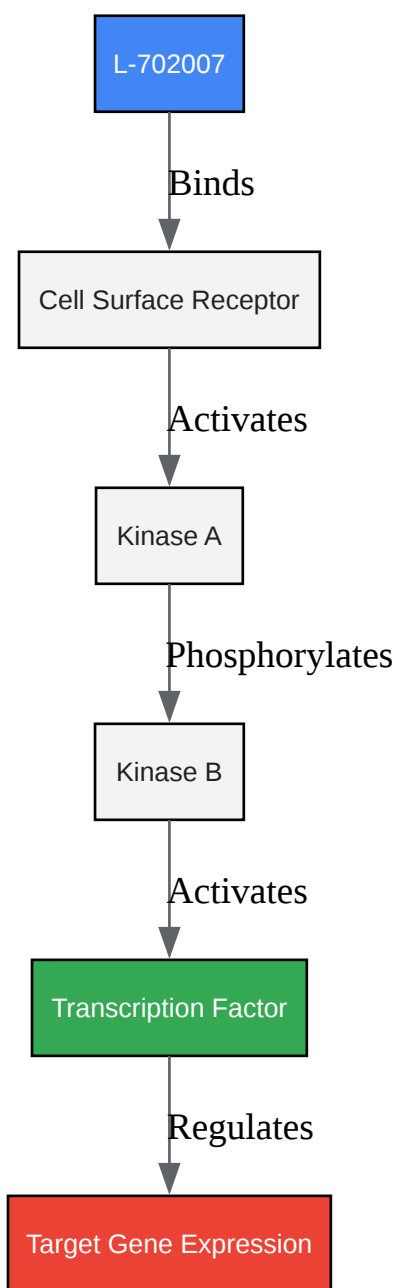 L-702007
Binds
Cell Surface Receptor
Activates
Kinase A
Phosphorylates
Kinase B
Activates
Transcription Factor
Regulates
Target Gene Expression